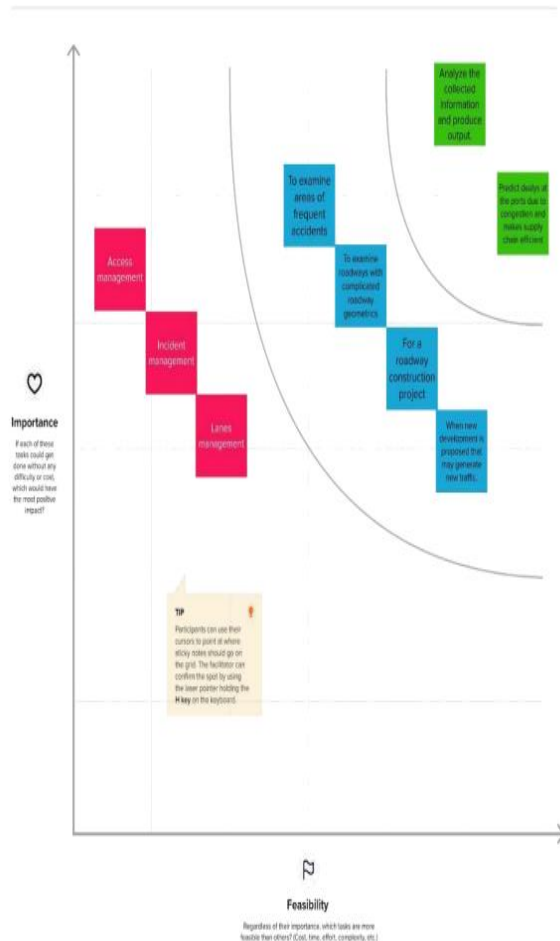 Analyze the
collected
information
and produce
output.
Predict dealys at
the ports due to
congestion and
makes supply
chain efficient
To examine
areas of
frequent
accidents
To examine
roadways with
complicated
roadway
geometrics
For a
roadway
construction
project
When new
development is
proposed that
may generate
new traffic.
Access
management
Incident
management
Lanes
management
Importance
If each of these
tasks could get
done without any
difficulty or cost,
which would have
the most positive
impact?
TIP
Participants can use their
cursors to point at where
sticky notes should go on
the grid. The facilitator can
confirm the spot by using
the laser pointer holding the
H key on the keyboard.
Feasibility
Regardless of their importance, which tasks are more
feasible than others? (Cost, time, effort, complexity, etc.)